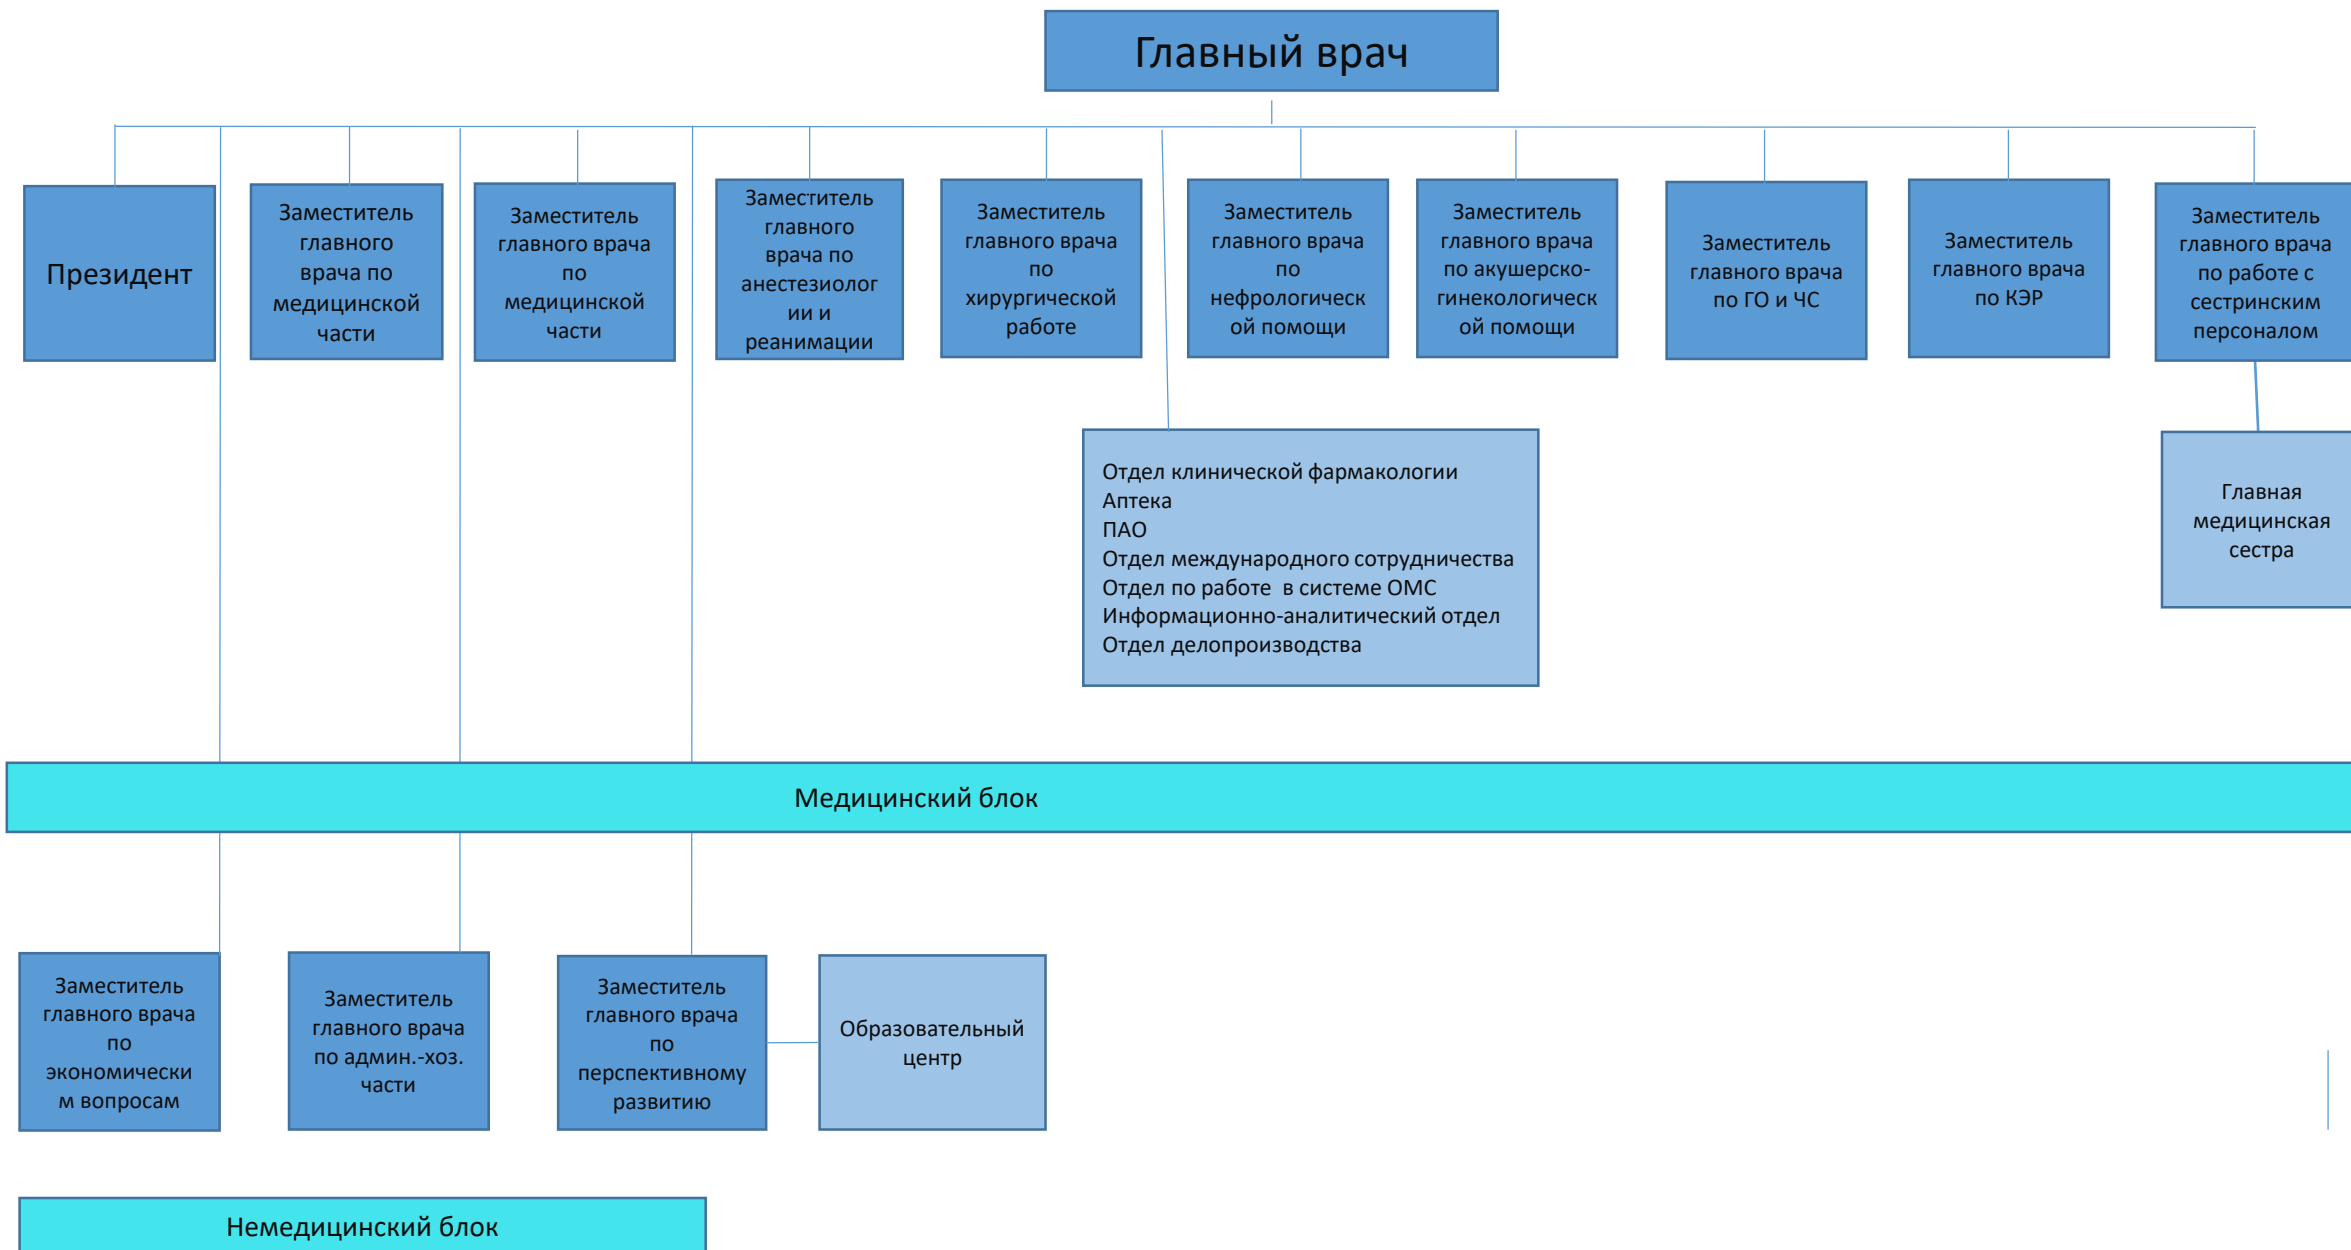 Главный врач
Президент
Заместитель
главного
врача по
медицинской
части
Заместитель
главного врача
по
медицинской
части
Заместитель
главного
врача по
анестезиолог
ии и
реанимации
Заместитель
главного врача
по
хирургической
работе
Заместитель
главного врача
по
нефрологическ
ой помощи
Заместитель
главного врача
по акушерско-
гинекологическ
ой помощи
Заместитель
главного врача
по ГО и ЧС
Заместитель
главного врача
по КЭР
Заместитель
главного врача
по работе с
сестринским
персоналом
Отдел клинической фармакологии
Аптека
ПАО
Отдел международного сотрудничества
Отдел по работе  в системе ОМС
Информационно-аналитический отдел
Отдел делопроизводства
Главная
медицинская
сестра
Медицинский блок
Заместитель
главного врача
по
экономически
м вопросам
Заместитель
главного врача
по админ.-хоз.
части
Заместитель
главного врача
по
перспективному
развитию
Образовательный
центр
Немедицинский блок